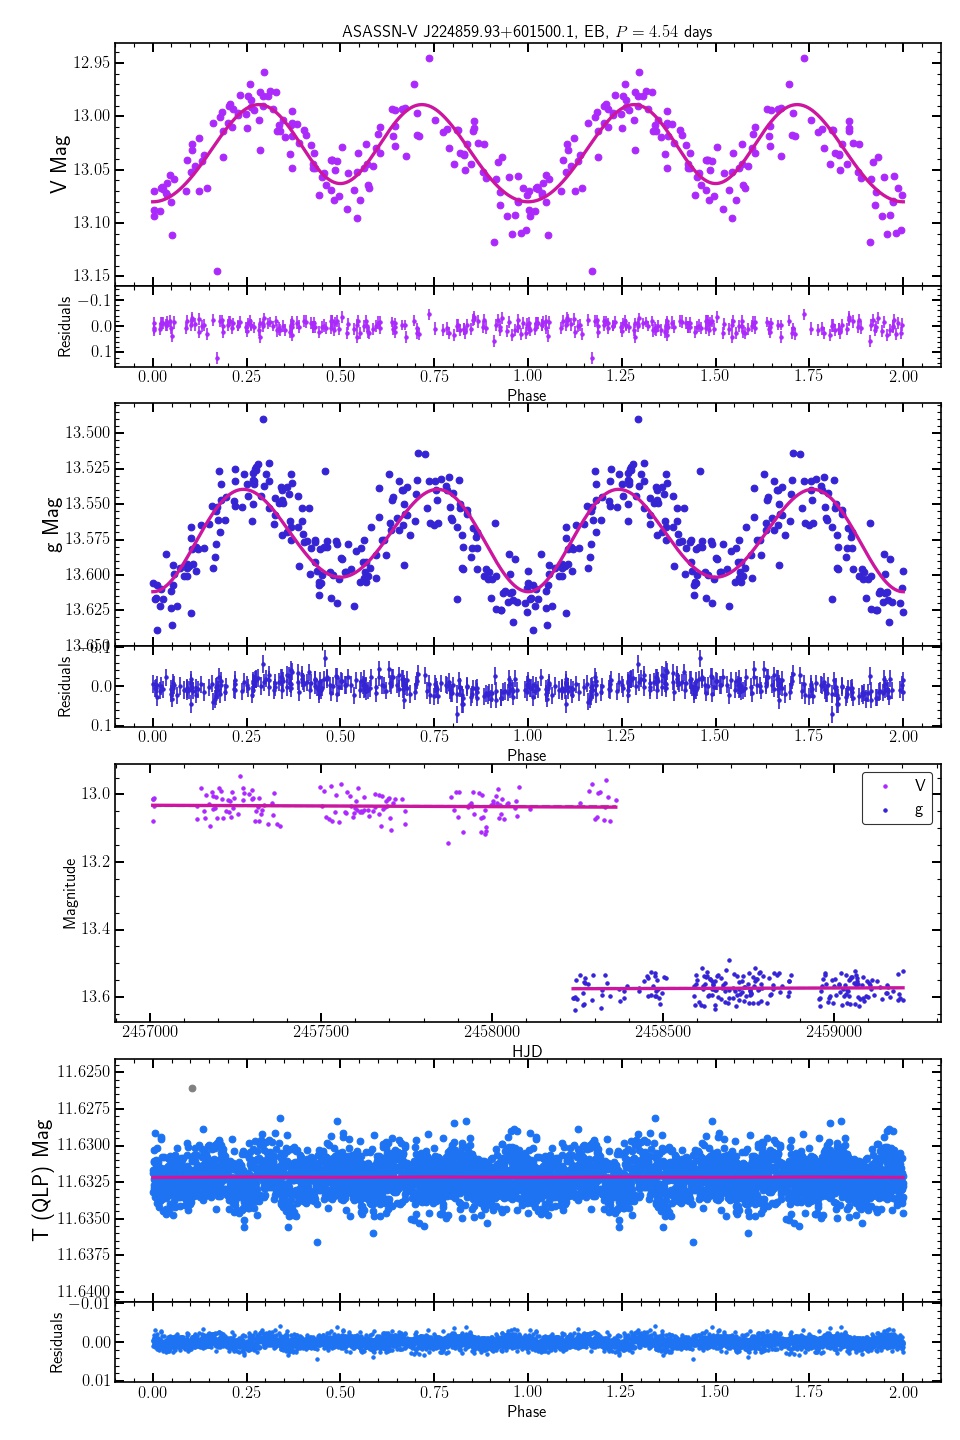 ASASSN-V J224859.93+601500.1, EB, P = 4.54 days
12.95
13.00
13.05
13.10
13.15
V Mag
−0.1
0.0
0.1
Residuals
0.00 0.25 0.50 0.75 1.00 1.25 1.50 1.75 2.00
Phase
13.500
13.525
13.550
13.575
13.600
13.625
13.650
g Mag
−0.1
0.0
0.1
Residuals
0.00 0.25 0.50 0.75 1.00 1.25 1.50 1.75 2.00
Phase
13.0
13.2
13.4
13.6
Magnitude
V
g
2457000 2457500 2458000 2458500 2459000
HJD
11.6250
11.6275
11.6300
11.6325
11.6350
11.6375
11.6400
T (QLP) Mag
−0.01
0.00
0.01
Residuals
0.00 0.25 0.50 0.75 1.00 1.25 1.50 1.75 2.00
Phase